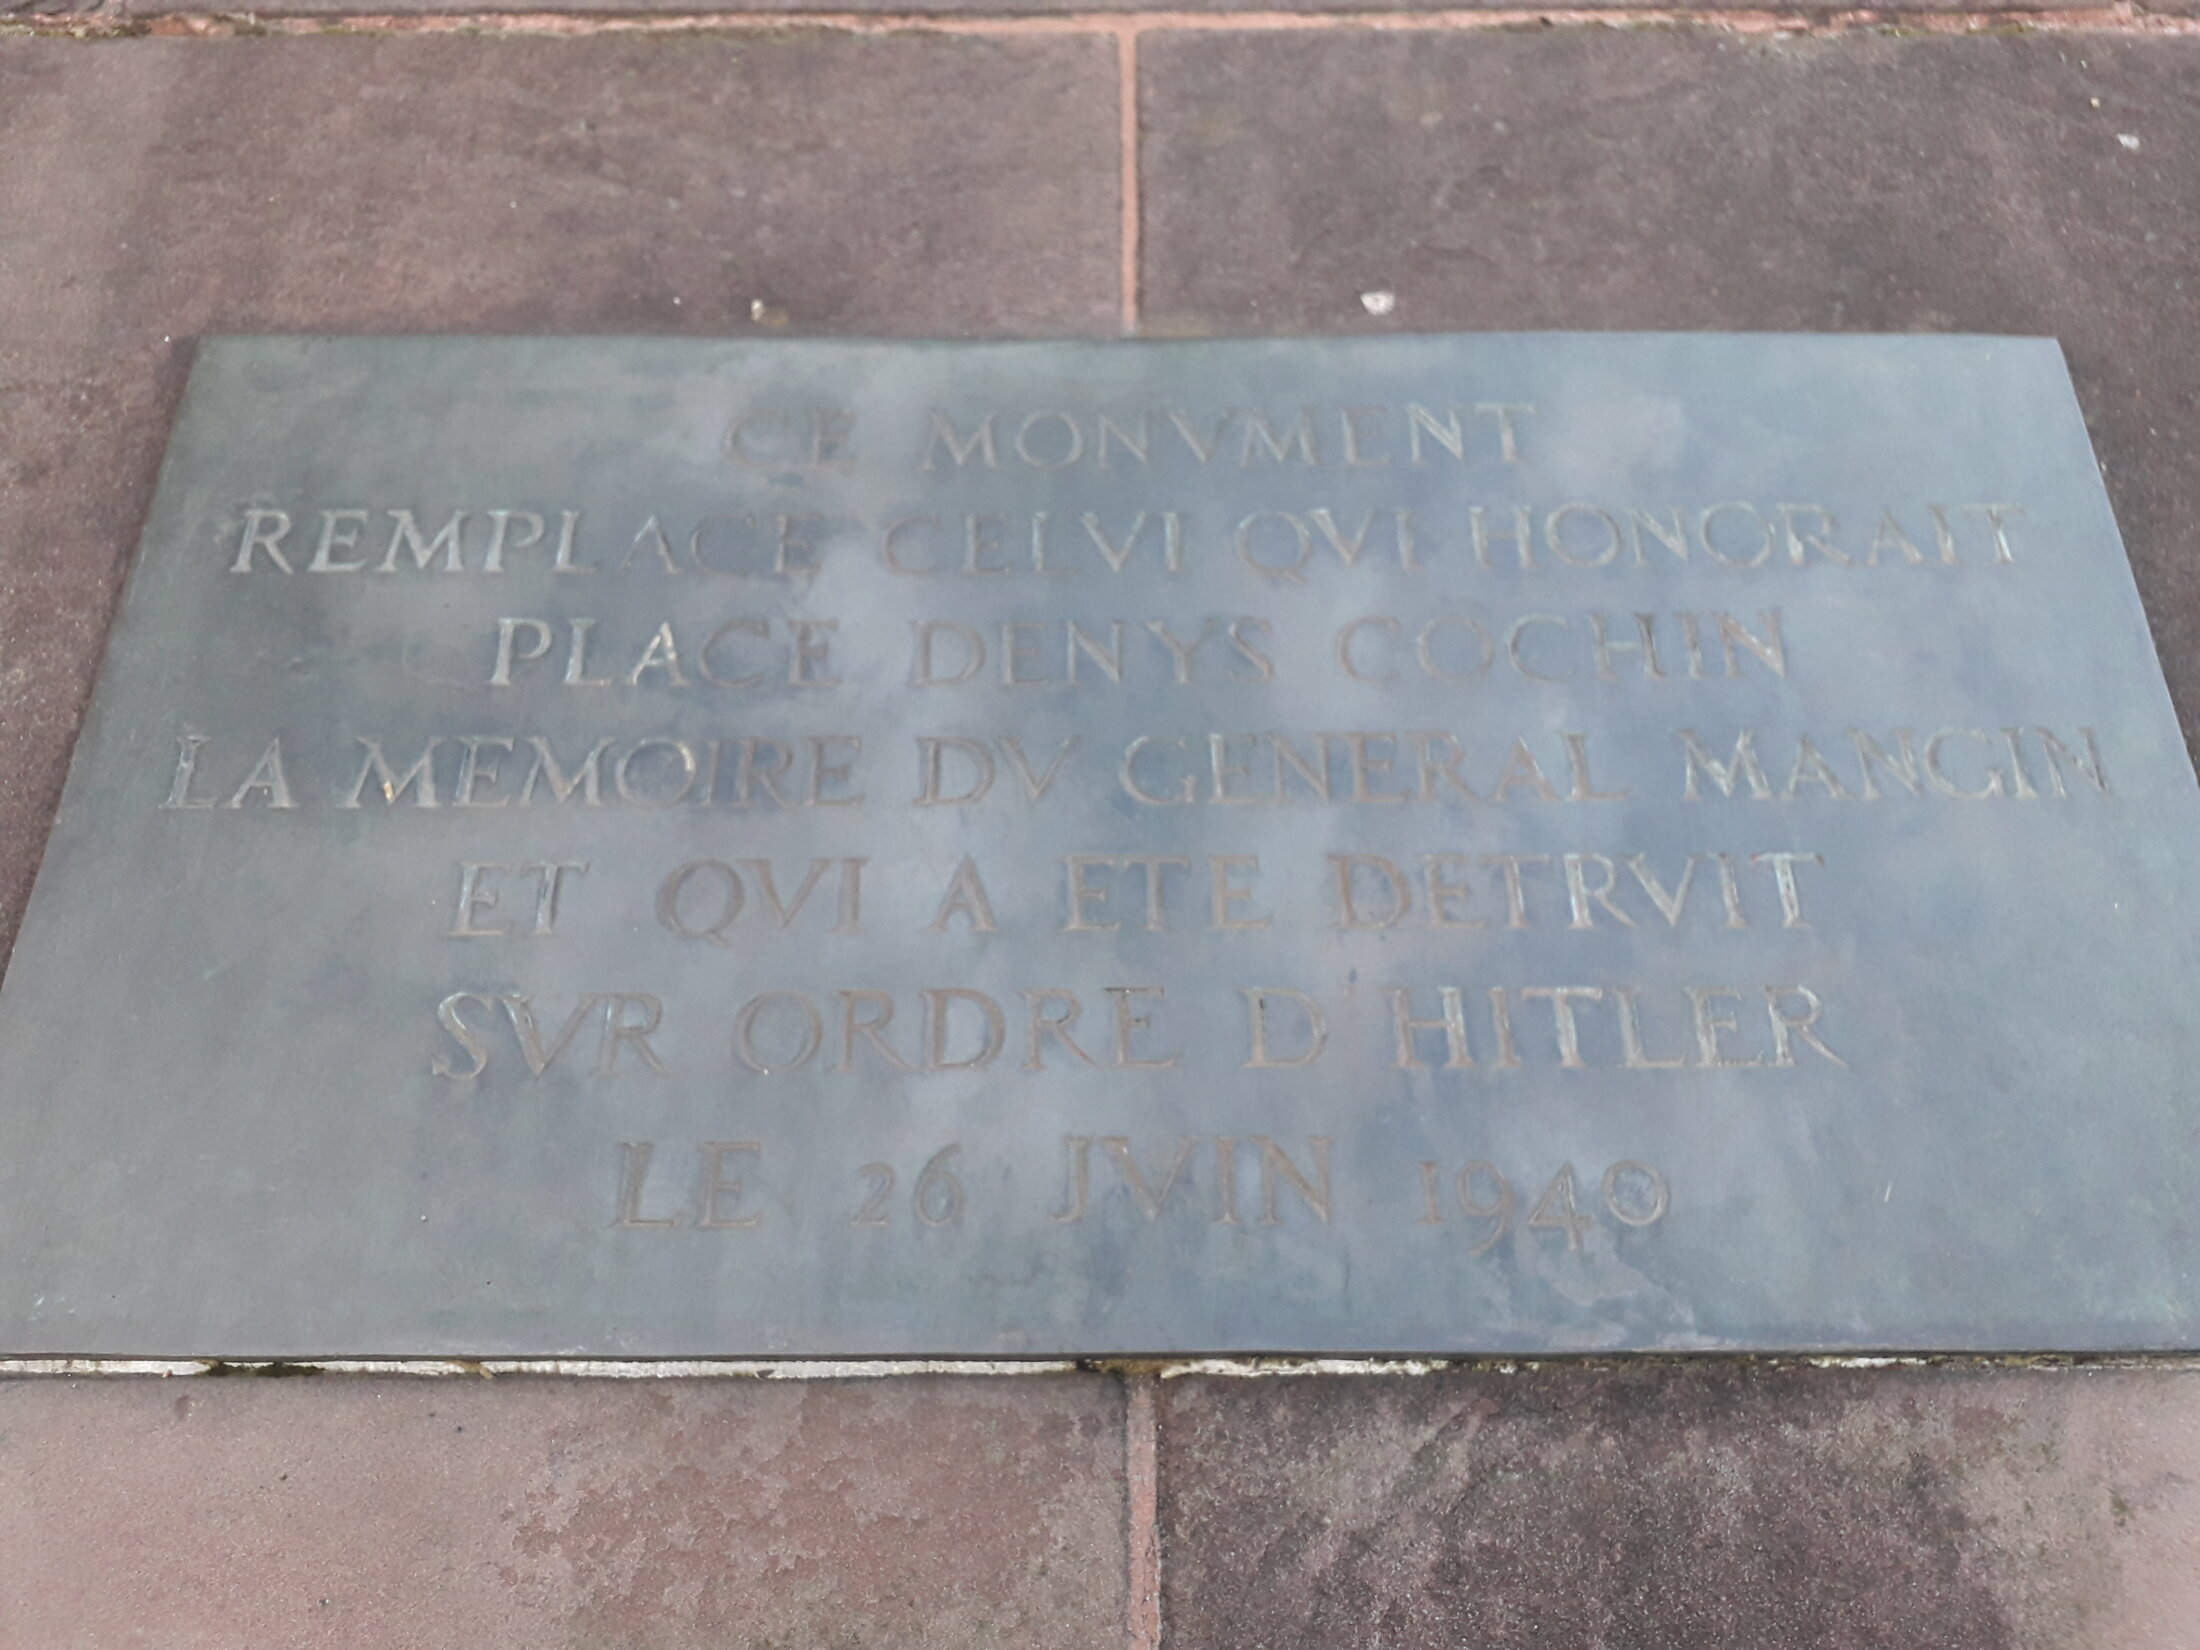 CE MONVMENT
REMPLACE CELVI QVI HONORAIT
PLACE DENYS COCHIN
LA MEMOIRE DV GENERAL MANGIN
ET QVI A ETE DETRVIT
SVR ORDRE D'HITLER
LE 26 JVIN 1940